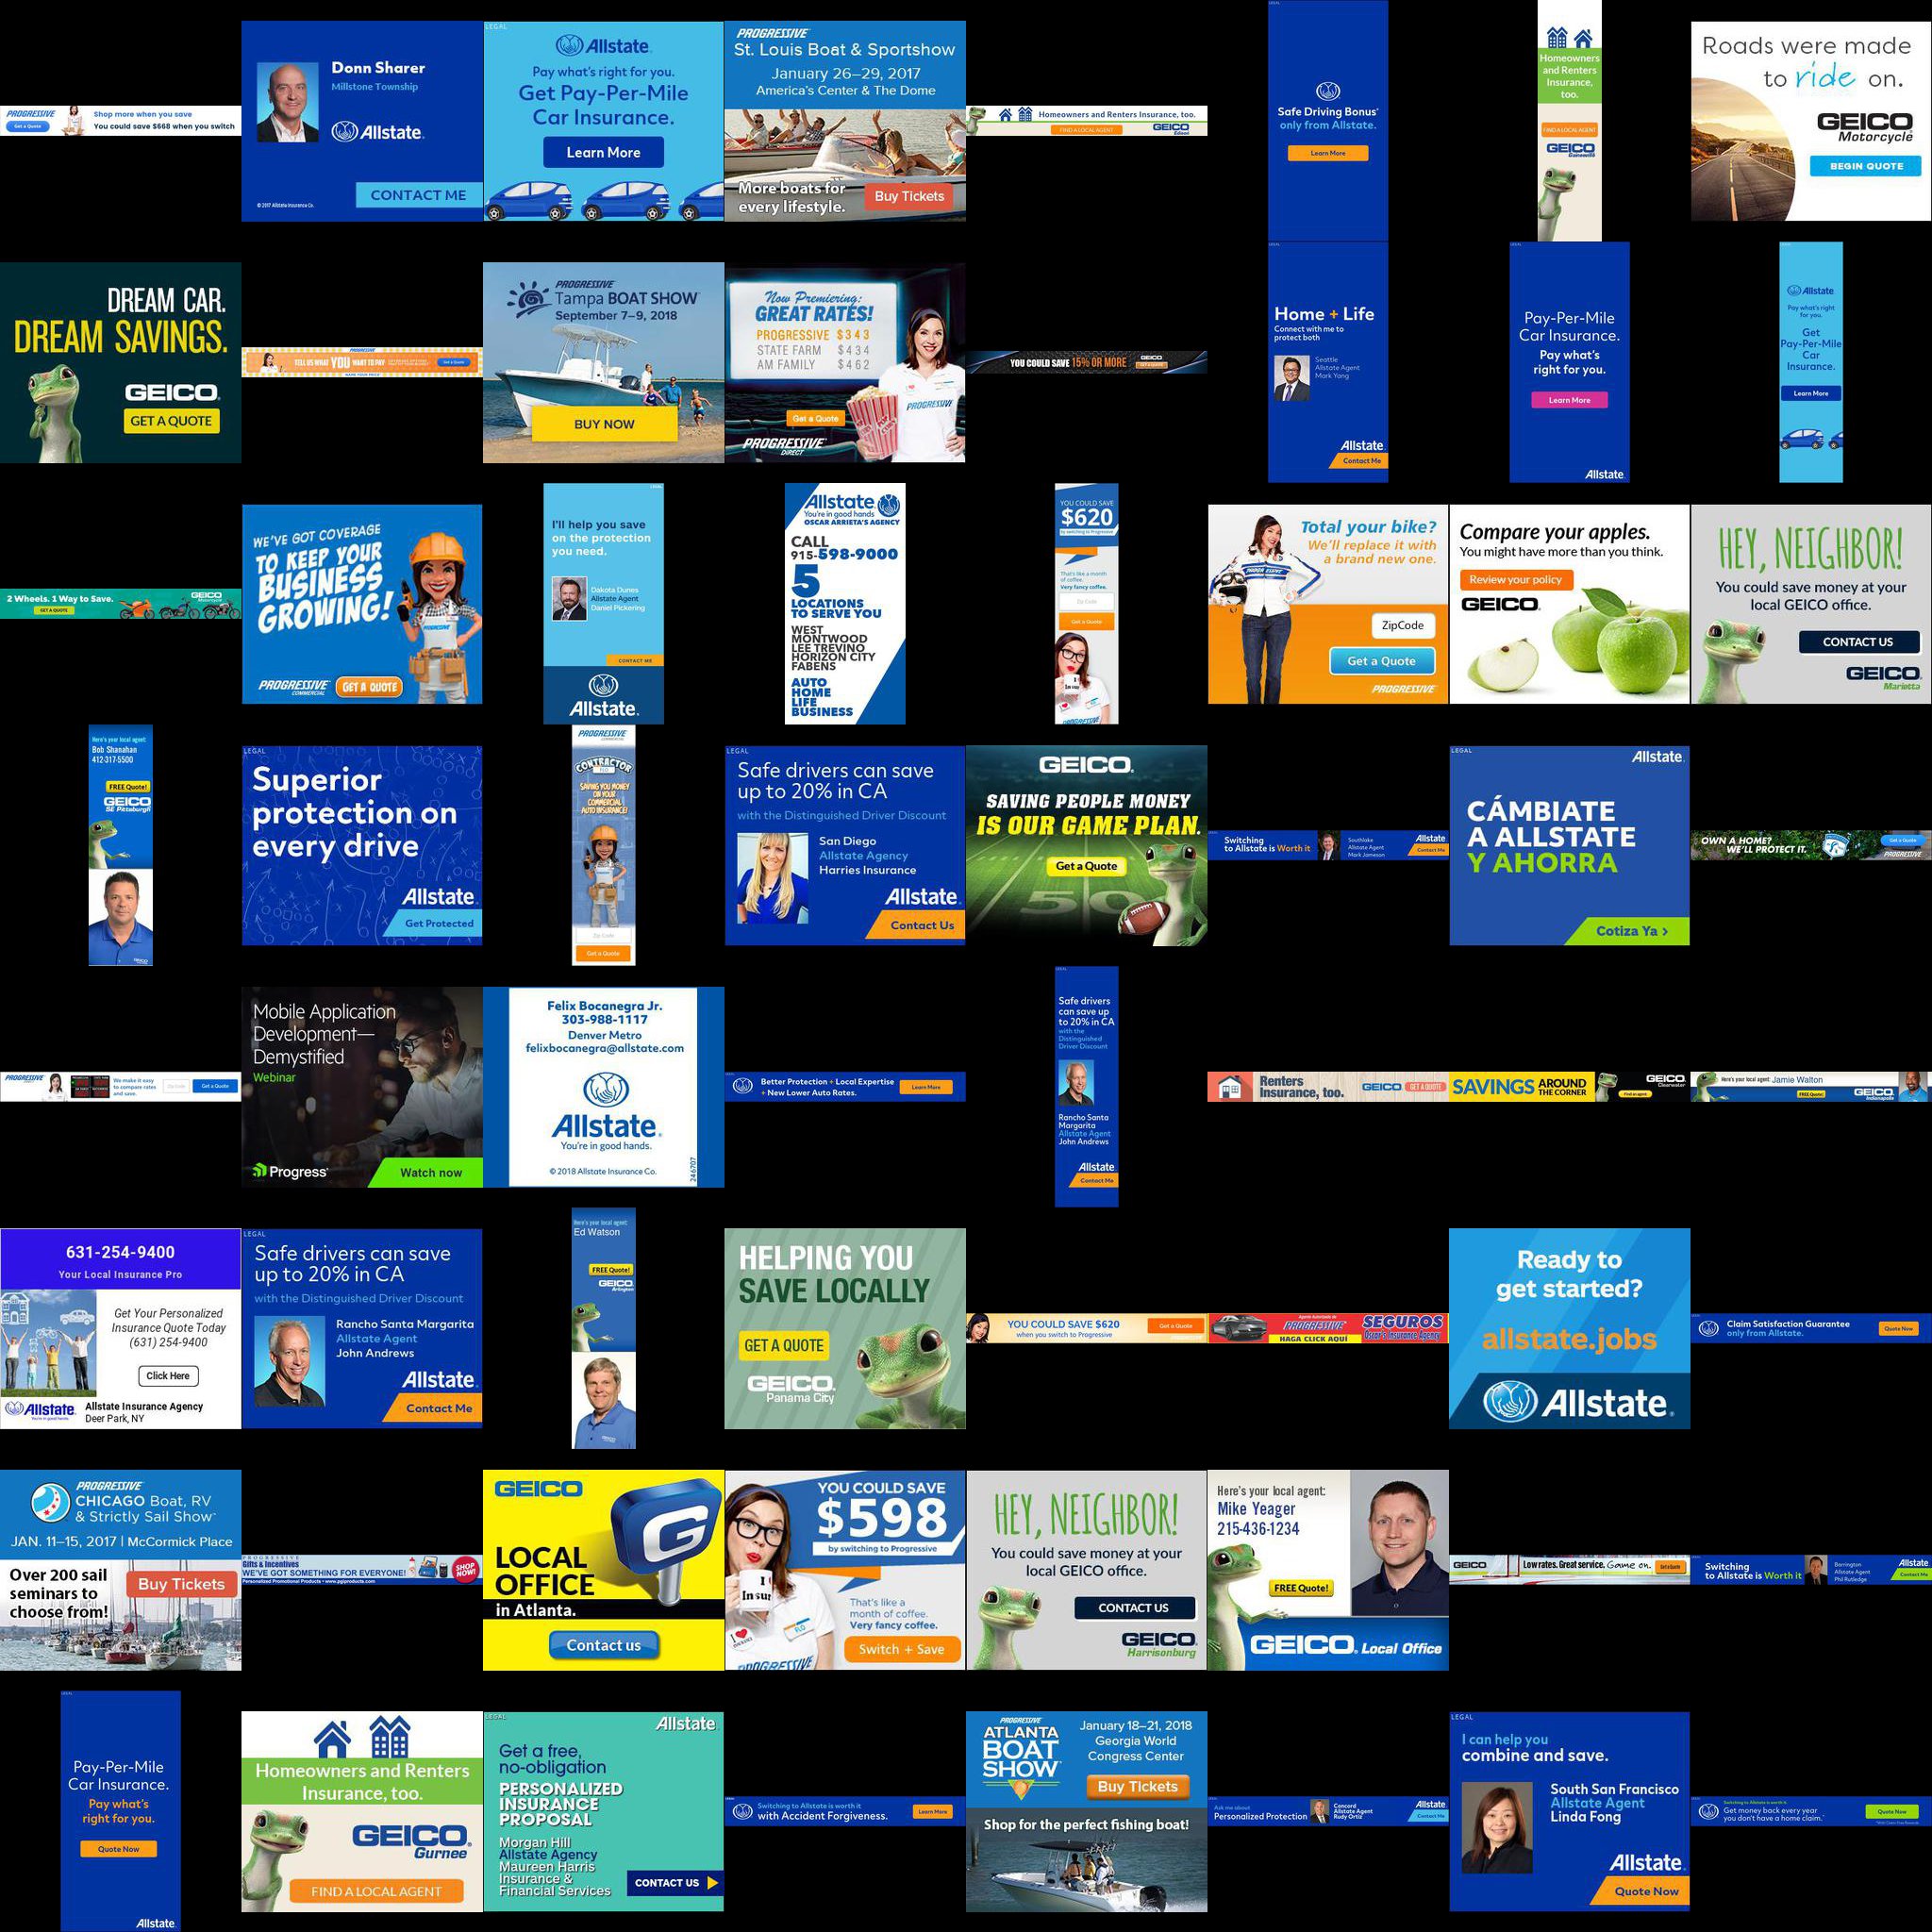 PROGRESSIVE
Shop more when you save
Get a Quote
You could save $668 when you switch
Donn Sharer
Millstone Township
Allstate
CONTACT ME
© 2017 Allstate Insurance Co.
LEGAL
Allstate
Pay what's right for you.
Get Pay-Per-Mile
Car Insurance.
Learn More
PROGRESSIVE
St. Louis Boat & Sportshow
January 26–29, 2017
America's Center & The Dome
More boats for
every lifestyle.
Buy Tickets
Homeowners and Renters Insurance, too.
FIND A LOCAL AGENT
GEICO
Edison
Safe Driving Bonus
only from Allstate.
Learn More
Homeowners
and Renters
Insurance,
too.
FIND A LOCAL AGENT
GEICO
Gainesville
Roads were made
to ride on.
GEICO
Motorcycle
BEGIN QUOTE
DREAM CAR.
DREAM SAVINGS.
GEICO
GET A QUOTE
PROGRESSIVE
TELL US WHAT YOU WANT TO PAY
Get a Quote
NAME YOUR PRICE
PROGRESSIVE
Tampa BOAT SHOW
September 7–9, 2018
BUY NOW
Now Premiering:
GREAT RATES!
PROGRESSIVE $343
STATE FARM $434
AM FAMILY $462
Get a Quote
PROGRESSIVE
PROGRESSIVE
DIRECT
YOU COULD SAVE 15% OR MORE
GEICO
GET A QUOTE
Home + Life
Connect with me to
protect both
Seattle
Allstate Agent
Mark Yong
Allstate
Contact Me
Pay-Per-Mile
Car Insurance.
Pay what's
right for you.
Learn More
Allstate
Allstate
Pay what's right
for you.
Get
Pay-Per-Mile
Car
Insurance.
Learn More
2 Wheels. 1 Way to Save.
GET A QUOTE
GEICO
Motorcycle
WE'VE GOT COVERAGE
TO KEEP YOUR
BUSINESS
GROWING!
PROGRESSIVE
COMMERCIAL
GET A QUOTE
I'll help you save
on the protection
you need.
Dakota Dunes
Allstate Agent
Daniel Pickering
CONTACT ME
Allstate.
Allstate
You're in good hands
OSCAR ARRIETA'S AGENCY
CALL
915-598-9000
5
LOCATIONS
TO SERVE YOU
WEST
MONTWOOD
LEE TREVINO
HORIZON CITY
FABENS
AUTO
HOME
LIFE
BUSINESS
YOU COULD SAVE
$620
by switching to Progressive
That's like a month
of coffee.
Very fancy coffee.
Zip Code
Get a Quote
PROGRESSIVE
Total your bike?
We'll replace it with
a brand new one.
ZipCode
Get a Quote
PROGRESSIVE
Compare your apples.
You might have more than you think.
Review your policy
GEICO
HEY, NEIGHBOR!
You could save money at your
local GEICO office.
CONTACT US
GEICO
Marietta
Here's your local agent:
Bob Shanahan
412-317-5500
FREE Quote!
GEICO
SE Pittsburgh
LEGAL
Superior
protection on
every drive
Allstate
Get Protected
PROGRESSIVE
COMMERCIAL
CONTRACTOR
SAVING YOU MONEY
ON YOUR
COMMERCIAL
AUTO INSURANCE!
Zip Code
Get a Quote
LEGAL
Safe drivers can save
up to 20% in CA
with the Distinguished Driver Discount
San Diego
Allstate Agency
Harries Insurance
Allstate
Contact Us
GEICO.
SAVING PEOPLE MONEY
IS OUR GAME PLAN.
Get a Quote
50
Switching
to Allstate is Worth it
Southlake
Allstate Agent
Mark Jameson
Allstate
Contact Me
LEGAL
Allstate
CÁMBIATE
A ALLSTATE
Y AHORRA
Cotiza Ya >
OWN A HOME?
WE'LL PROTECT IT.
Get a Quote
PROGRESSIVE
PROGRESSIVE
We make it easy
to compare rates
and save.
Zip Code
Get a Quote
Mobile Application
Development—
Demystified
Webinar
Progress
Watch now
Felix Bocanegra Jr.
303-988-1117
Denver Metro
felixbocanegra@allstate.com
Allstate
You're in good hands.
© 2018 Allstate Insurance Co.
246707
Better Protection + Local Expertise
+ New Lower Auto Rates.
Learn More
Safe drivers
can save up
to 20% in CA
with the
Distinguished
Driver Discount
Rancho Santa
Margarita
Allstate Agent
John Andrews
Allstate
Contact Me
Renters
Insurance, too.
GEICO
GET A QUOTE
SAVINGS AROUND
THE CORNER
GEICO
Clearwater
Find an agent
Here's your local agent: Jamie Walton
FREE Quote!
GEICO
Indianapolis
631-254-9400
Your Local Insurance Pro
Get Your Personalized
Insurance Quote Today
(631) 254-9400
Click Here
Allstate
You're in good hands.
Allstate Insurance Agency
Deer Park, NY
LEGAL
Safe drivers can save
up to 20% in CA
with the Distinguished Driver Discount
Rancho Santa Margarita
Allstate Agent
John Andrews
Allstate
Contact Me
Here's your local agent:
Ed Watson
FREE Quote!
GEICO
Arlington
HELPING YOU
SAVE LOCALLY
GET A QUOTE
GEICO.
Panama City
YOU COULD SAVE $620
when you switch to Progressive
Get a Quote
Agente Autorizado de
PROGRESSIVE
HAGA CLICK AQUÍ
SEGUROS
Oscar's Insurance Agency
Ready to
get started?
allstate.jobs
Allstate
Claim Satisfaction Guarantee
only from Allstate.
Quote Now
PROGRESSIVE
CHICAGO Boat, RV
& Strictly Sail Show
JAN. 11–15, 2017 | McCormick Place
Over 200 sail
seminars to
choose from!
Buy Tickets
PROGRESSIVE
Gifts & Incentives
WE'VE GOT SOMETHING FOR EVERYONE!
Personalized Promotional Products • www.pgiproducts.com
SHOP
NOW!
GEICO
G
LOCAL
OFFICE
in Atlanta.
Contact us
YOU COULD SAVE
$598
by switching to Progressive
That's like a
month of coffee.
Very fancy coffee.
FLO
PROGRESSIVE
Switch + Save
HEY, NEIGHBOR!
You could save money at your
local GEICO office.
CONTACT US
GEICO
Harrisonburg
Here's your local agent:
Mike Yeager
215-436-1234
FREE Quote!
GEICO. Local Office
GEICO
Low rates. Great service. Game on.
Get a Quote
Switching
to Allstate is Worth it
Barrington
Allstate Agent
Phil Rutledge
Allstate
Contact Me
Pay-Per-Mile
Car Insurance.
Pay what's
right for you.
Quote Now
Allstate
Homeowners and Renters
Insurance, too.
GEICO
Gurnee
FIND A LOCAL AGENT
LEGAL
Allstate
Get a free,
no-obligation
PERSONALIZED
INSURANCE
PROPOSAL
Morgan Hill
Allstate Agency
Maureen Harris
Insurance &
Financial Services
CONTACT US
Switching to Allstate is worth it
with Accident Forgiveness.
Learn More
PROGRESSIVE
ATLANTA
BOAT
SHOW
January 18–21, 2018
Georgia World
Congress Center
Buy Tickets
Shop for the perfect fishing boat!
Ask me about
Personalized Protection
Concord
Allstate Agent
Rudy Ortiz
Allstate
Contact Me
LEGAL
I can help you
combine and save.
South San Francisco
Allstate Agent
Linda Fong
Allstate
Quote Now
Switching to Allstate is worth it.
Get money back every year
you don't have a home claim.
Quote Now